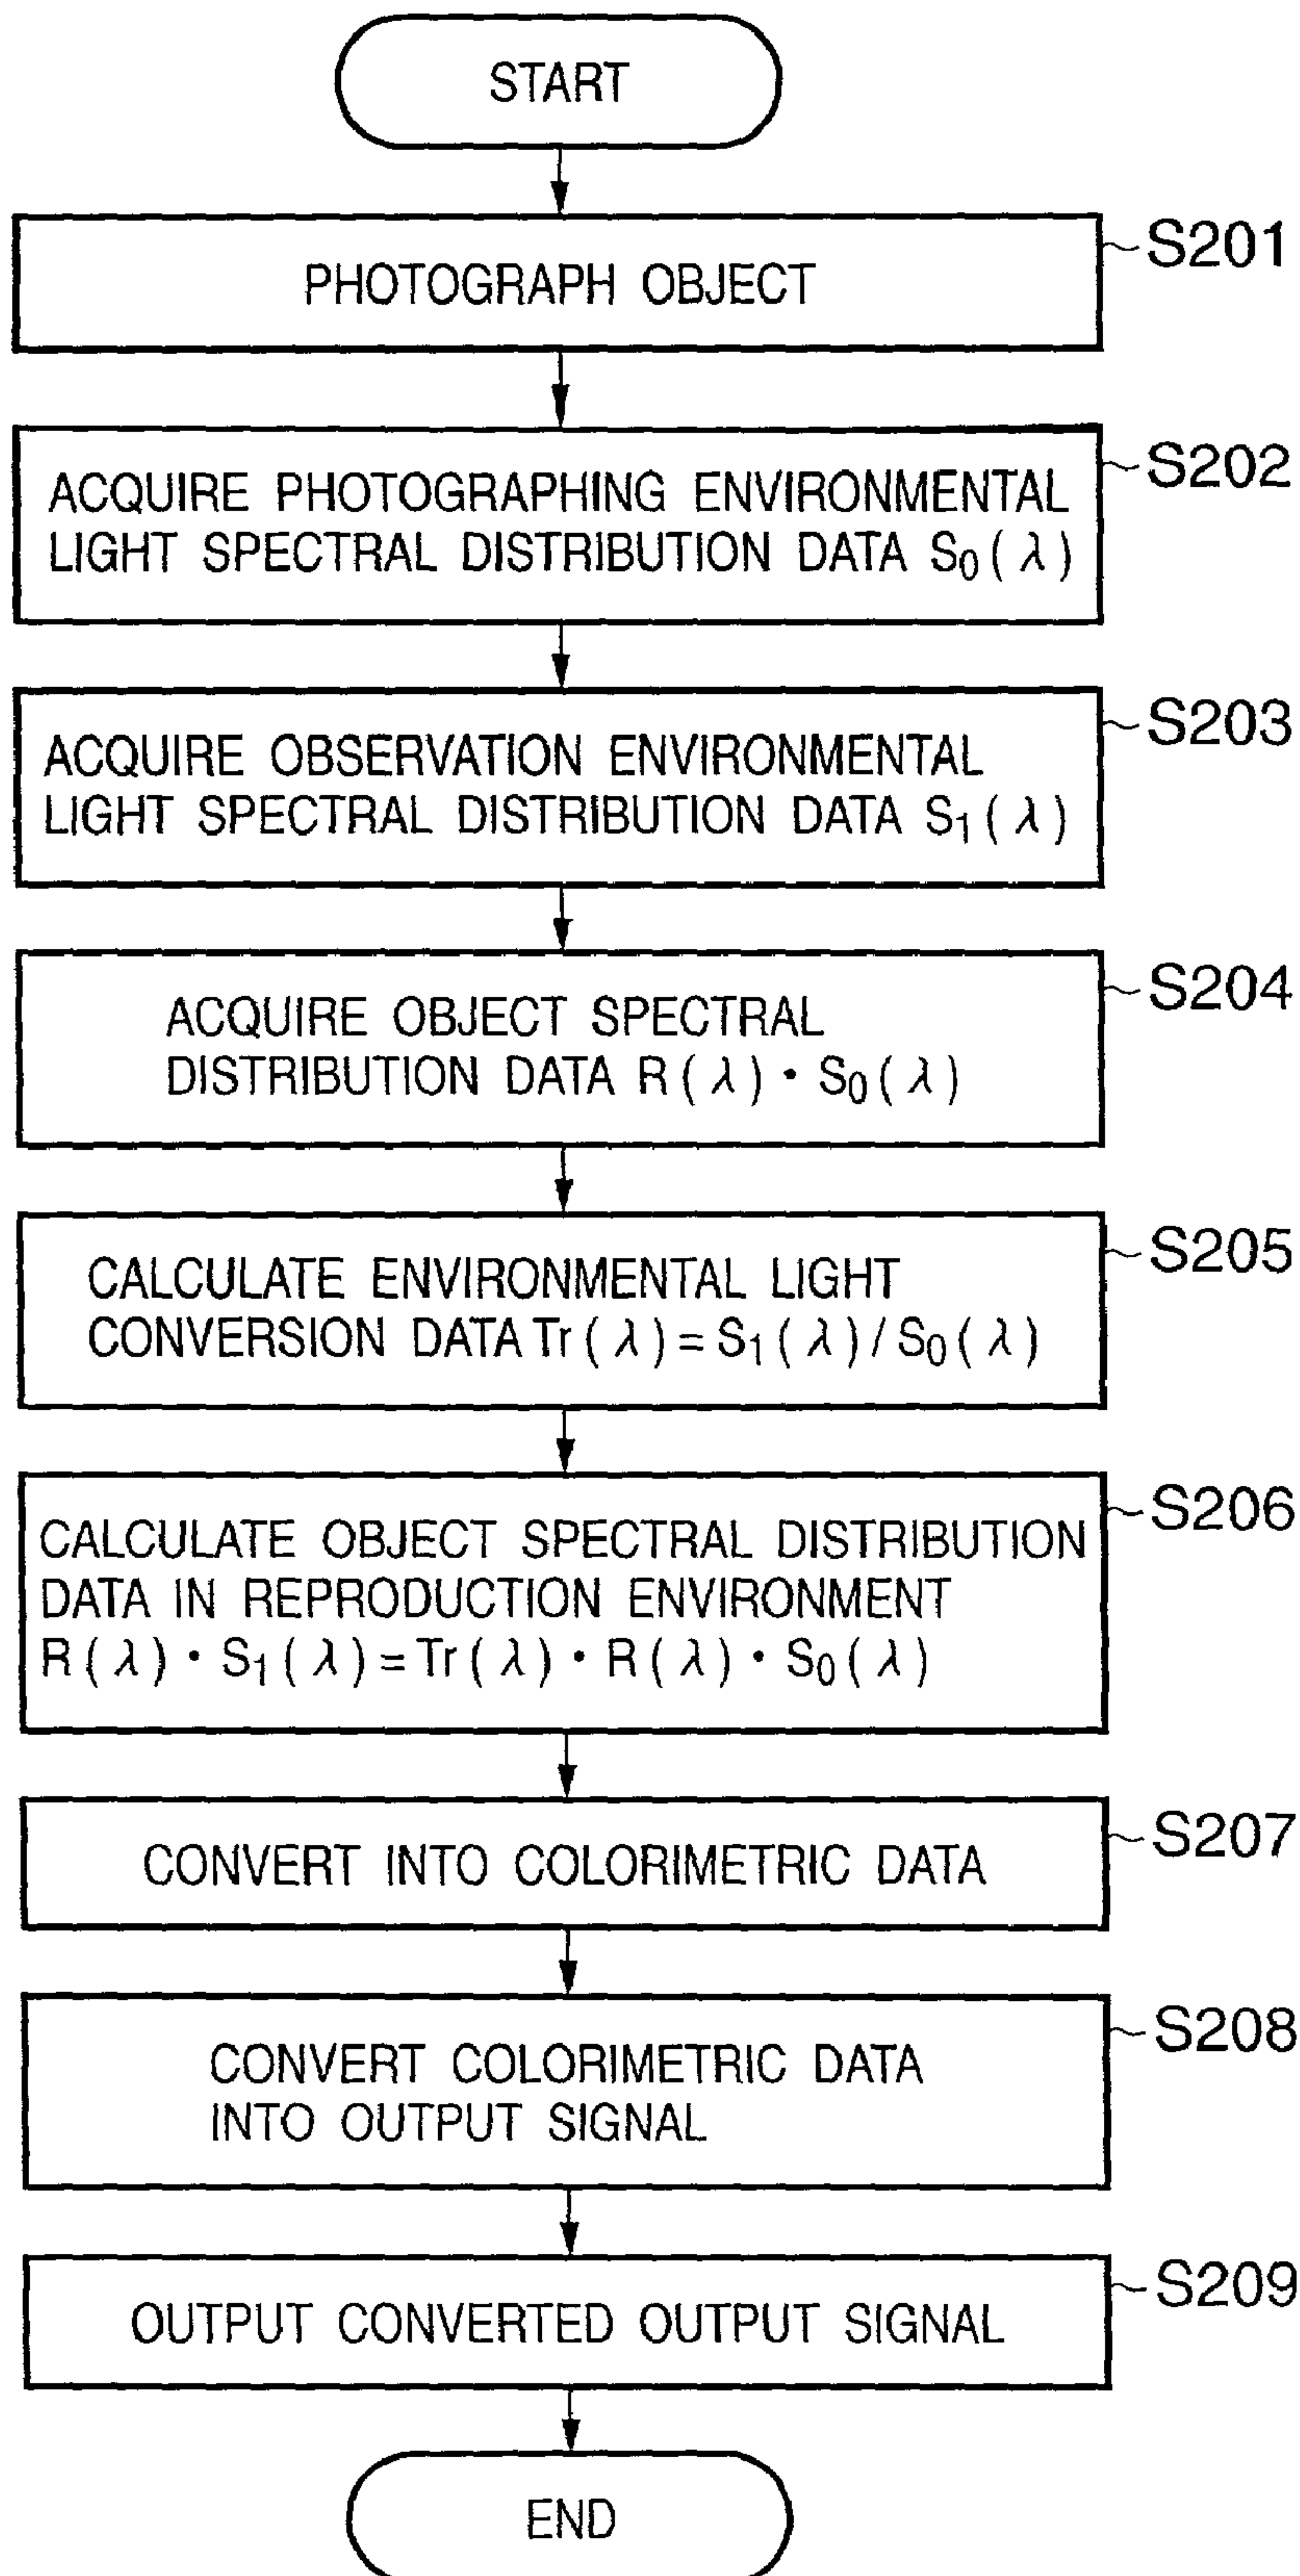 START
PHOTOGRAPH OBJECT
S201
ACQUIRE PHOTOGRAPHING ENVIRONMENTAL
LIGHT SPECTRAL DISTRIBUTION DATA S₀(λ)
S202
ACQUIRE OBSERVATION ENVIRONMENTAL
LIGHT SPECTRAL DISTRIBUTION DATA S₁(λ)
S203
ACQUIRE OBJECT SPECTRAL
DISTRIBUTION DATA R(λ)・S₀(λ)
S204
CALCULATE ENVIRONMENTAL LIGHT
CONVERSION DATA Tr(λ)=S₁(λ)/S₀(λ)
S205
CALCULATE OBJECT SPECTRAL DISTRIBUTION
DATA IN REPRODUCTION ENVIRONMENT
R(λ)・S₁(λ)=Tr(λ)・R(λ)・S₀(λ)
S206
CONVERT INTO COLORIMETRIC DATA
S207
CONVERT COLORIMETRIC DATA
INTO OUTPUT SIGNAL
S208
OUTPUT CONVERTED OUTPUT SIGNAL
S209
END